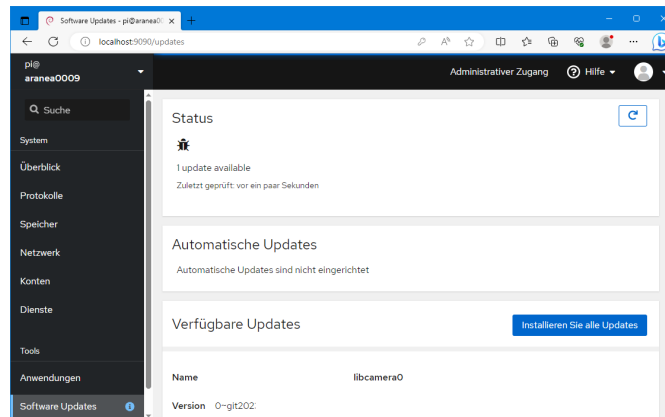 Software Updates - pi@aranea00
localhost:9090/updates
pi@
aranea0009
Administrativer Zugang
Hilfe
Suche
System
Überblick
Protokolle
Speicher
Netzwerk
Konten
Dienste
Tools
Anwendungen
Software Updates
Status
1 update available
Zuletzt geprüft: vor ein paar Sekunden
Automatische Updates
Automatische Updates sind nicht eingerichtet
Verfügbare Updates
Installieren Sie alle Updates
Name libcamera0
Version 0~git202